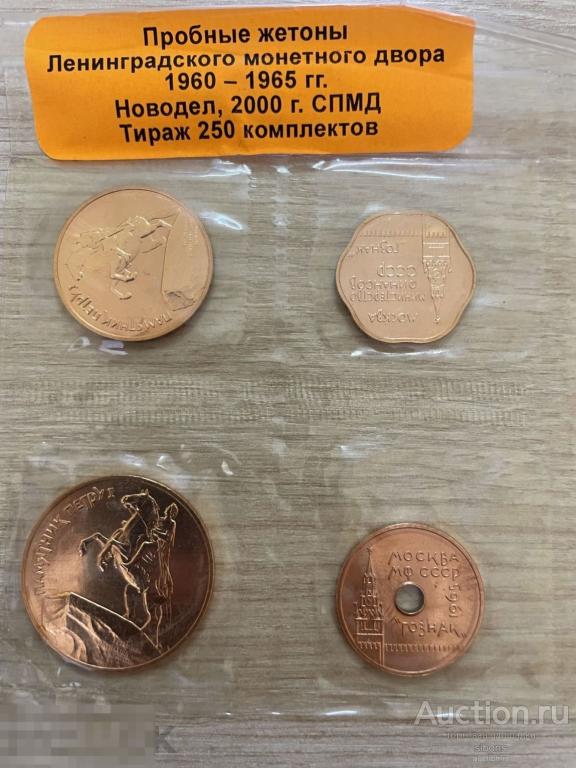 Пробные жетоны
Ленинградского монетного двора
1960 – 1965 гг.
Новодел, 2000 г. СПМД
Тираж 250 комплектов
ПАМЯТНИК ПЕТРУ I
МОСКВА
МИНИСТЕРСТВО
ФИНАНСОВ
СССР
"ГОЗНАК"
ПАМЯТНИК ПЕТРУ I
МОСКВА
МФ СССР
1965
"ГОЗНАК"
Auction.ru